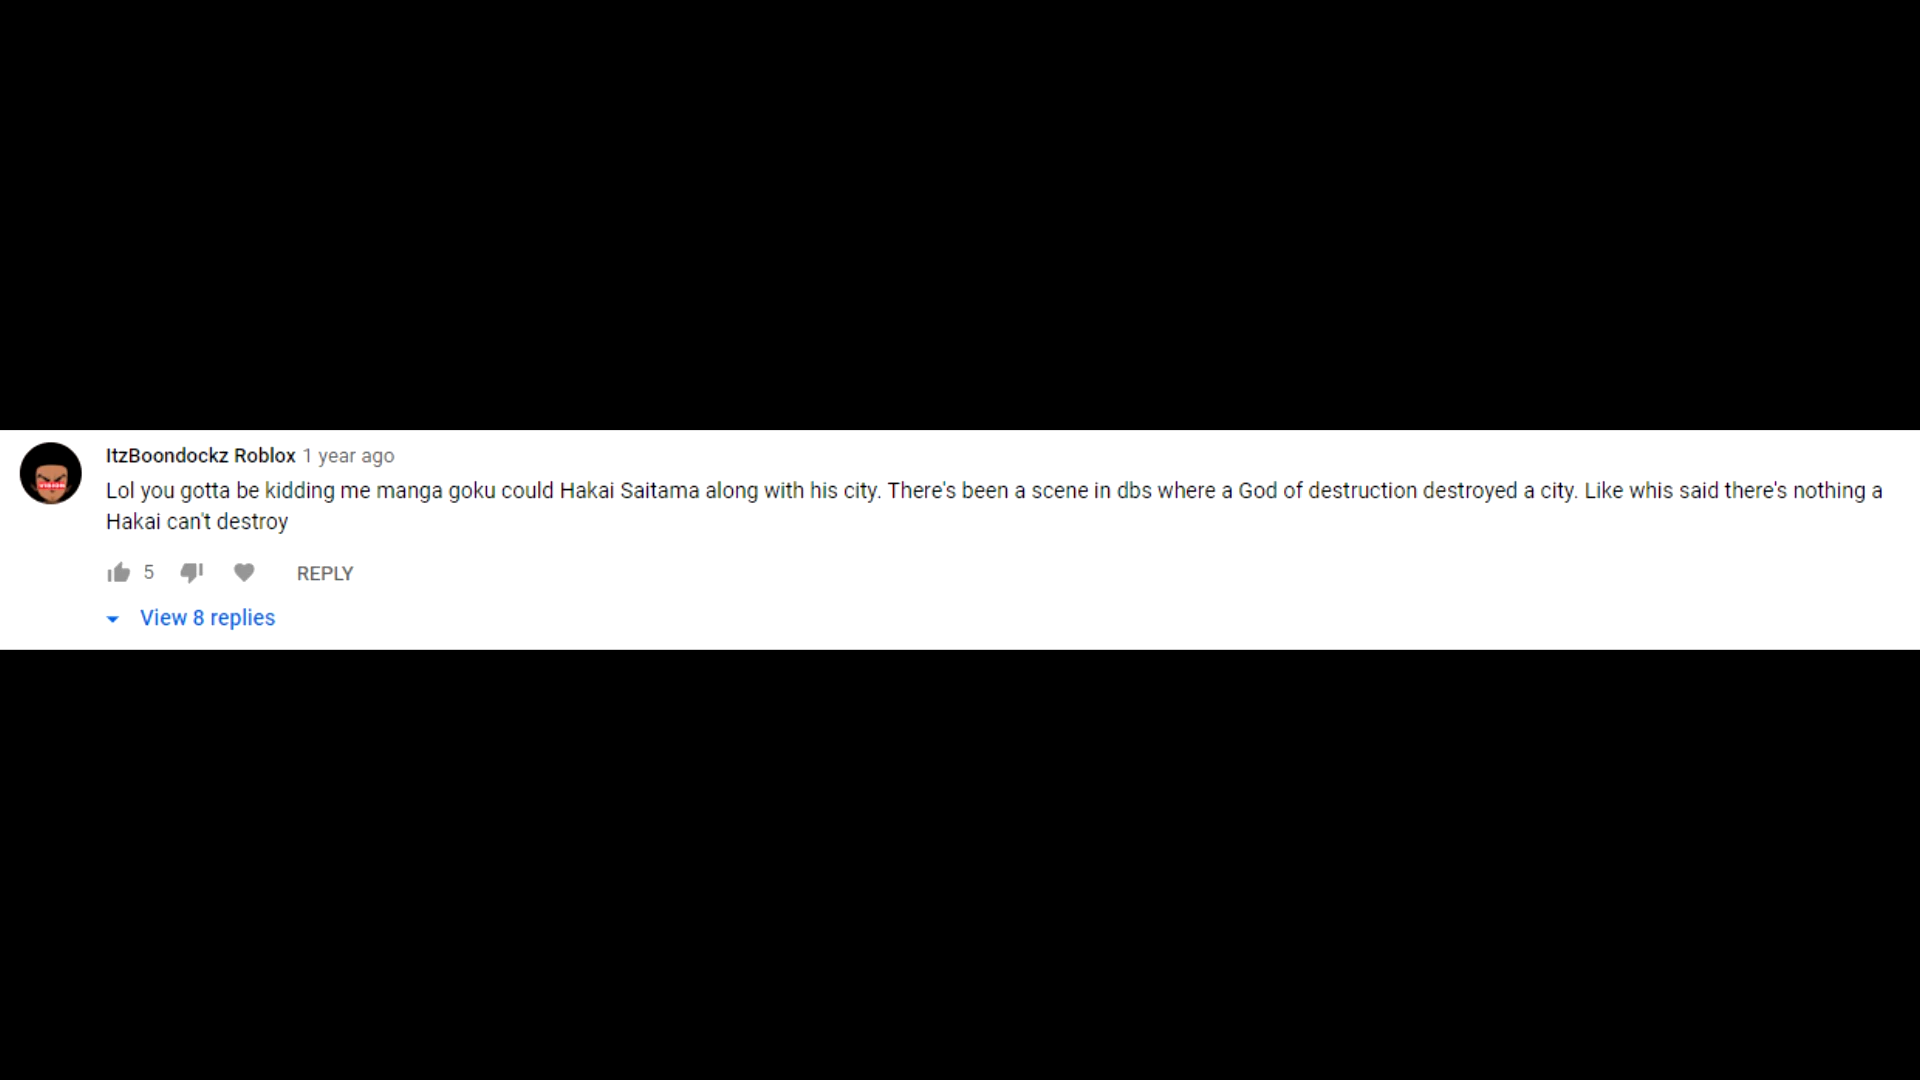 ItzBoondockz Roblox 1 year ago
Lol you gotta be kidding me manga goku could Hakai Saitama along with his city. There's been a scene in dbs where a God of destruction destroyed a city. Like whis said there's nothing a
Hakai can't destroy
5 REPLY
View 8 replies